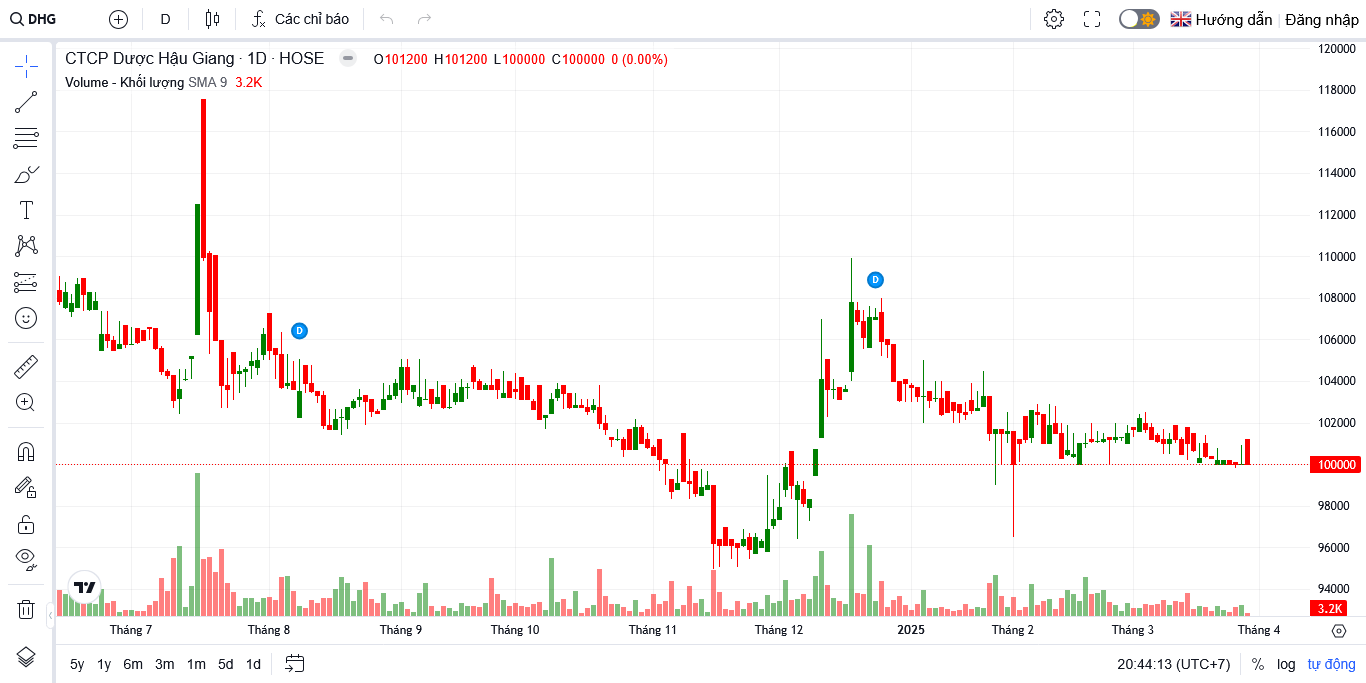 DHG D Các chỉ báo Hướng dẫn Đăng nhập
CTCP Dược Hậu Giang · 1D · HOSE O101200 H101200 L100000 C100000 0 (0.00%)
Volume - Khối lượng SMA 9 3.2K
120000
118000
116000
114000
112000
110000
108000
106000
104000
102000
100000
98000
96000
94000
3.2K
D
D
Tháng 7 Tháng 8 Tháng 9 Tháng 10 Tháng 11 Tháng 12 2025 Tháng 2 Tháng 3 Tháng 4
5y 1y 6m 3m 1m 5d 1d 20:44:13 (UTC+7) % log tự động